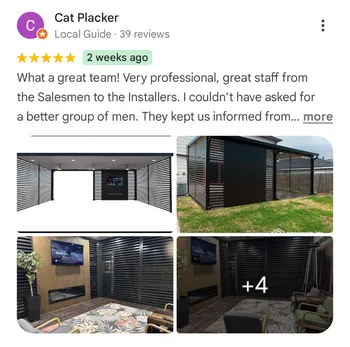 Cat Placker
Local Guide · 39 reviews
2 weeks ago
What a great team! Very professional, great staff from
the Salesmen to the Installers. I couldn’t have asked for
a better group of men. They kept us informed from... more
+4